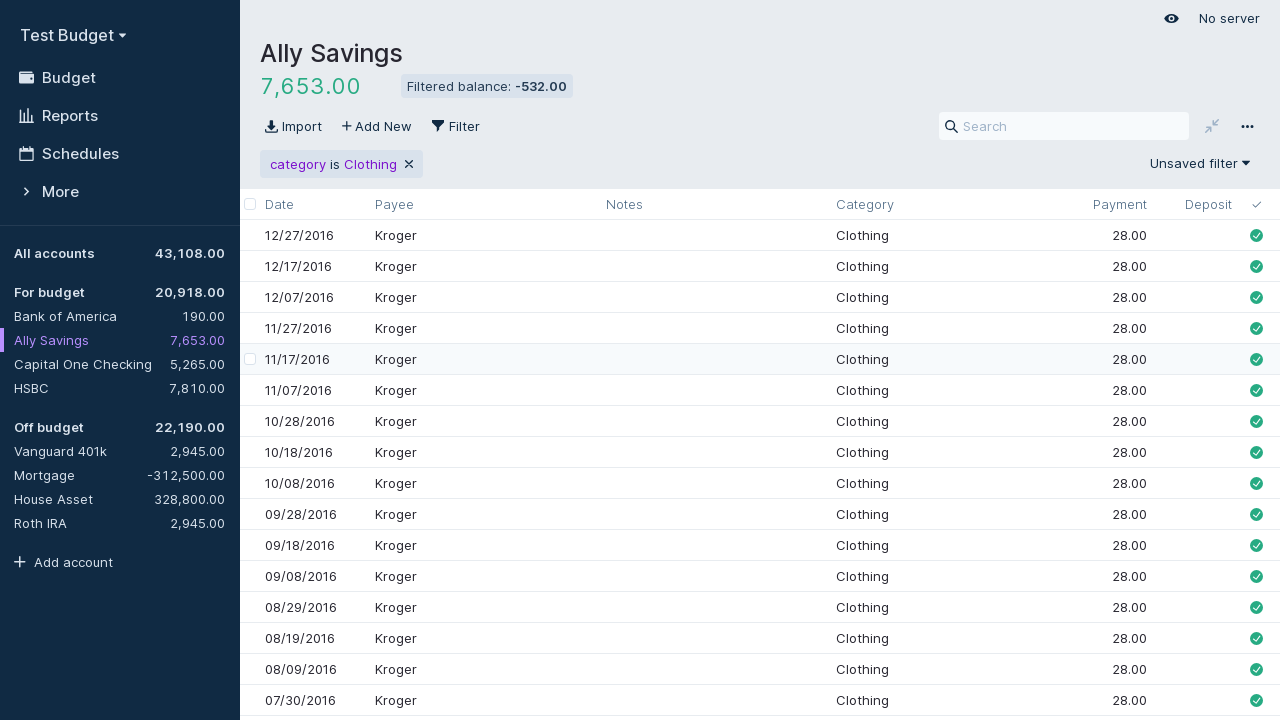 Test Budget
Budget
Reports
Schedules
More
All accounts 43,108.00
For budget 20,918.00
Bank of America 190.00
Ally Savings 7,653.00
Capital One Checking 5,265.00
HSBC 7,810.00
Off budget 22,190.00
Vanguard 401k 2,945.00
Mortgage -312,500.00
House Asset 328,800.00
Roth IRA 2,945.00
Add account
No server
Ally Savings
7,653.00 Filtered balance: -532.00
Import Add New Filter Search
category is Clothing Unsaved filter
Date Payee Notes Category Payment Deposit
12/27/2016 Kroger Clothing 28.00
12/17/2016 Kroger Clothing 28.00
12/07/2016 Kroger Clothing 28.00
11/27/2016 Kroger Clothing 28.00
11/17/2016 Kroger Clothing 28.00
11/07/2016 Kroger Clothing 28.00
10/28/2016 Kroger Clothing 28.00
10/18/2016 Kroger Clothing 28.00
10/08/2016 Kroger Clothing 28.00
09/28/2016 Kroger Clothing 28.00
09/18/2016 Kroger Clothing 28.00
09/08/2016 Kroger Clothing 28.00
08/29/2016 Kroger Clothing 28.00
08/19/2016 Kroger Clothing 28.00
08/09/2016 Kroger Clothing 28.00
07/30/2016 Kroger Clothing 28.00